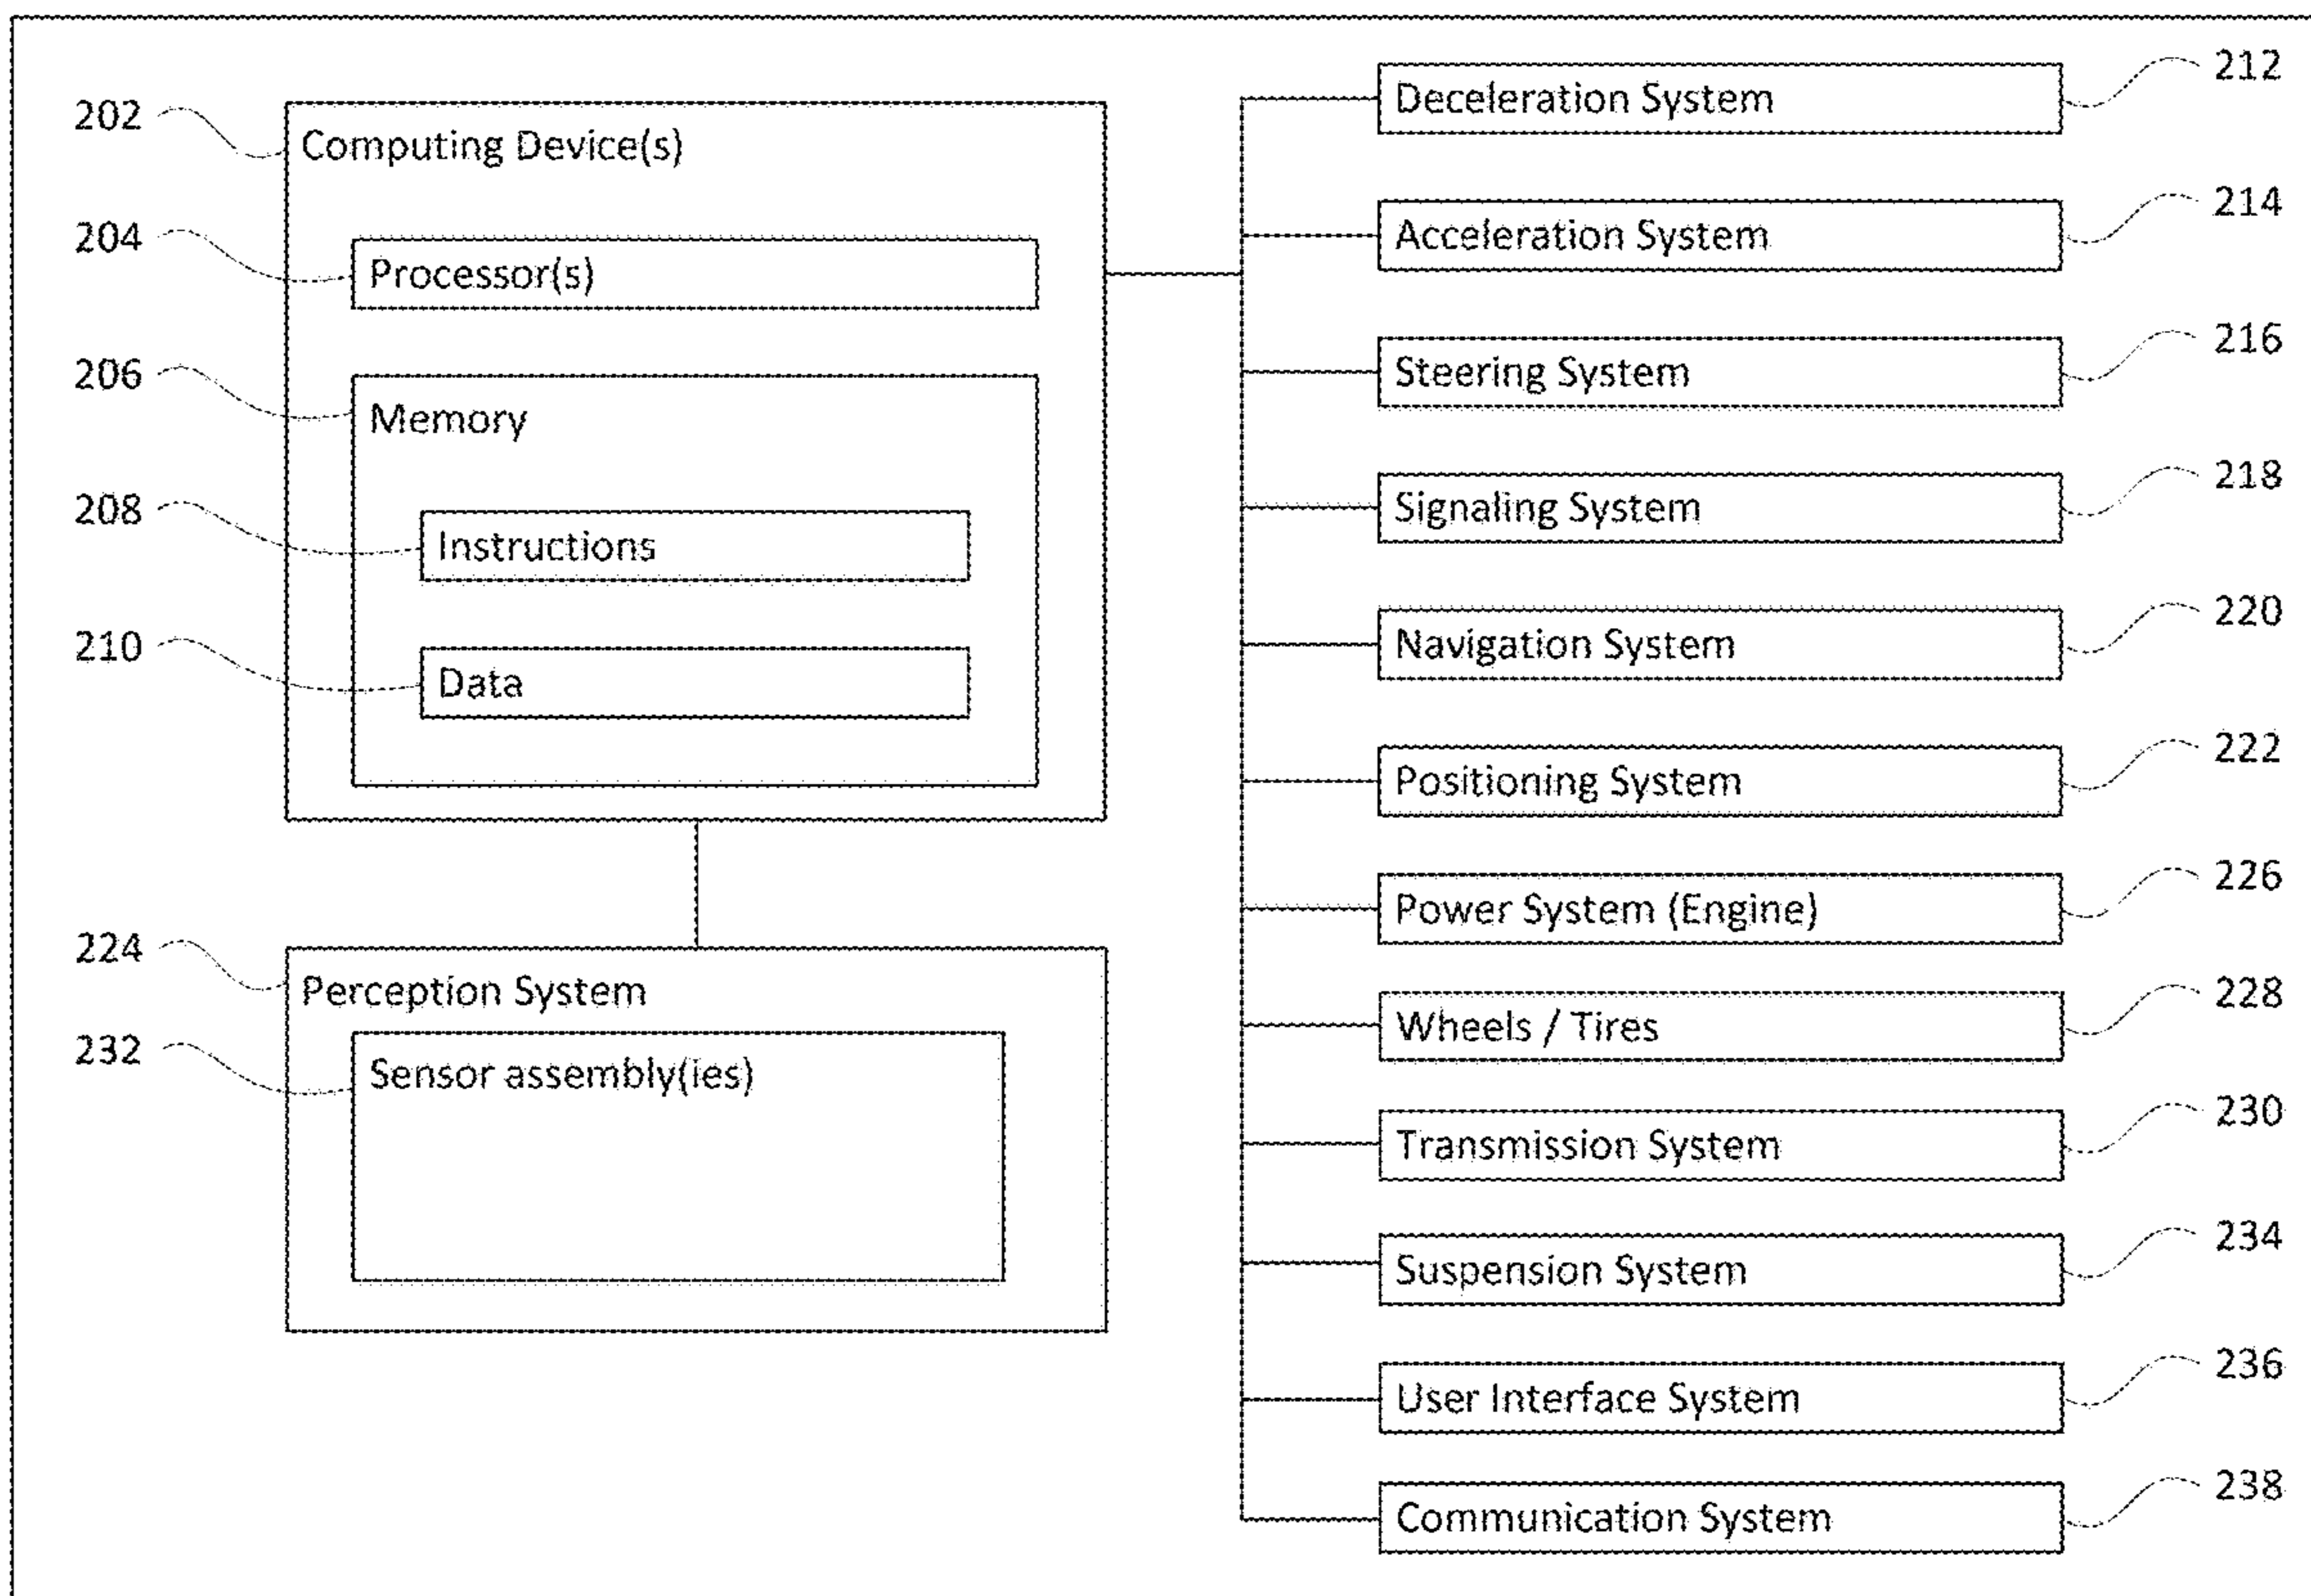 202
Computing Device(s)
204
Processor(s)
206
Memory
208
Instructions
210
Data
224
Perception System
232
Sensor assembly(ies)
Deceleration System
212
Acceleration System
214
Steering System
216
Signaling System
218
Navigation System
220
Positioning System
222
Power System (Engine)
226
Wheels / Tires
228
Transmission System
230
Suspension System
234
User Interface System
236
Communication System
238